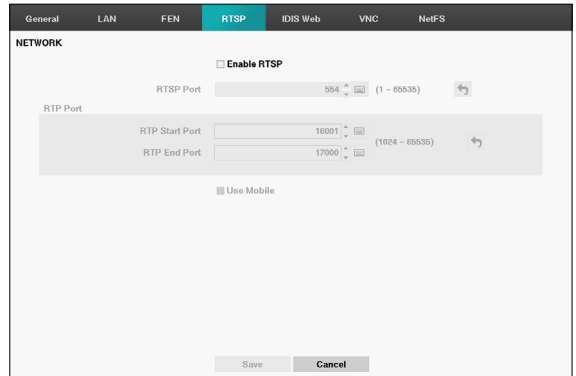 General LAN FEN RTSP IDIS Web VNC NetFS
NETWORK
Enable RTSP
RTSP Port 554 (1 ~ 65535)
RTP Port
RTP Start Port 16001
(1024 ~ 65535)
RTP End Port 17000
Use Mobile
Save Cancel